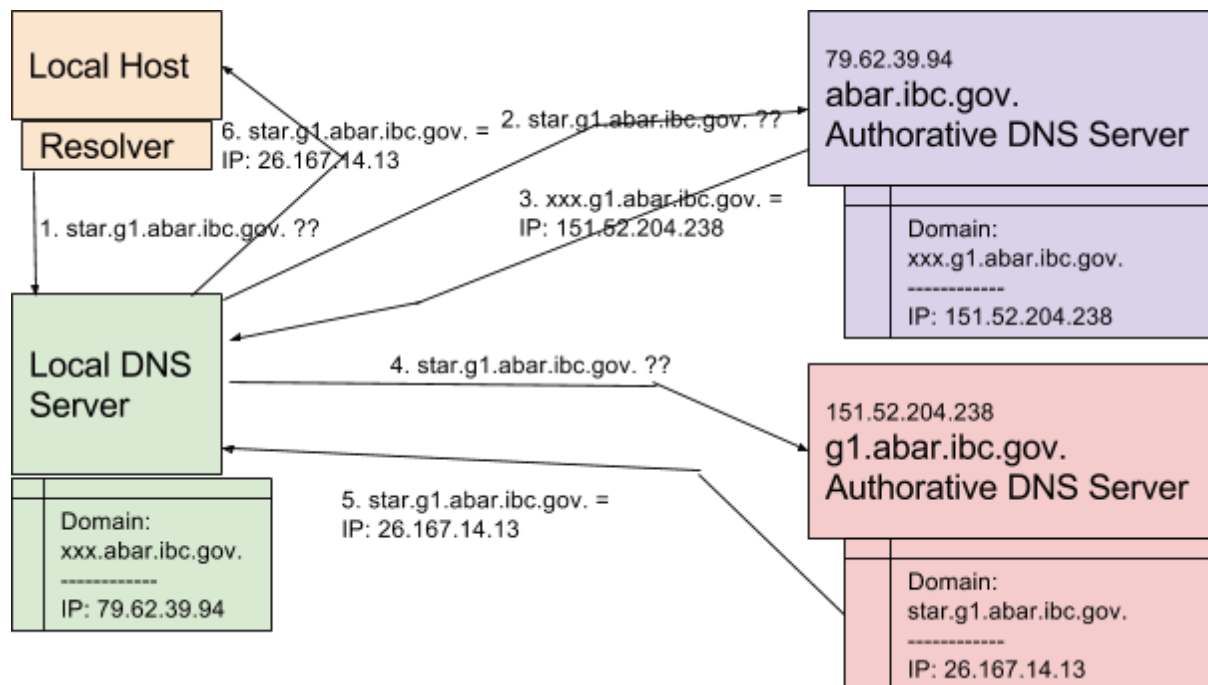 Local Host
Resolver
6. star.g1.abar.ibc.gov. =
IP: 26.167.14.13
1. star.g1.abar.ibc.gov. ??
2. star.g1.abar.ibc.gov. ??
3. xxx.g1.abar.ibc.gov. =
IP: 151.52.204.238
79.62.39.94
abar.ibc.gov.
Authorative DNS Server
Domain:
xxx.g1.abar.ibc.gov.
------------
IP: 151.52.204.238
Local DNS
Server
4. star.g1.abar.ibc.gov. ??
5. star.g1.abar.ibc.gov. =
IP: 26.167.14.13
Domain:
xxx.abar.ibc.gov.
------------
IP: 79.62.39.94
151.52.204.238
g1.abar.ibc.gov.
Authorative DNS Server
Domain:
star.g1.abar.ibc.gov.
------------
IP: 26.167.14.13